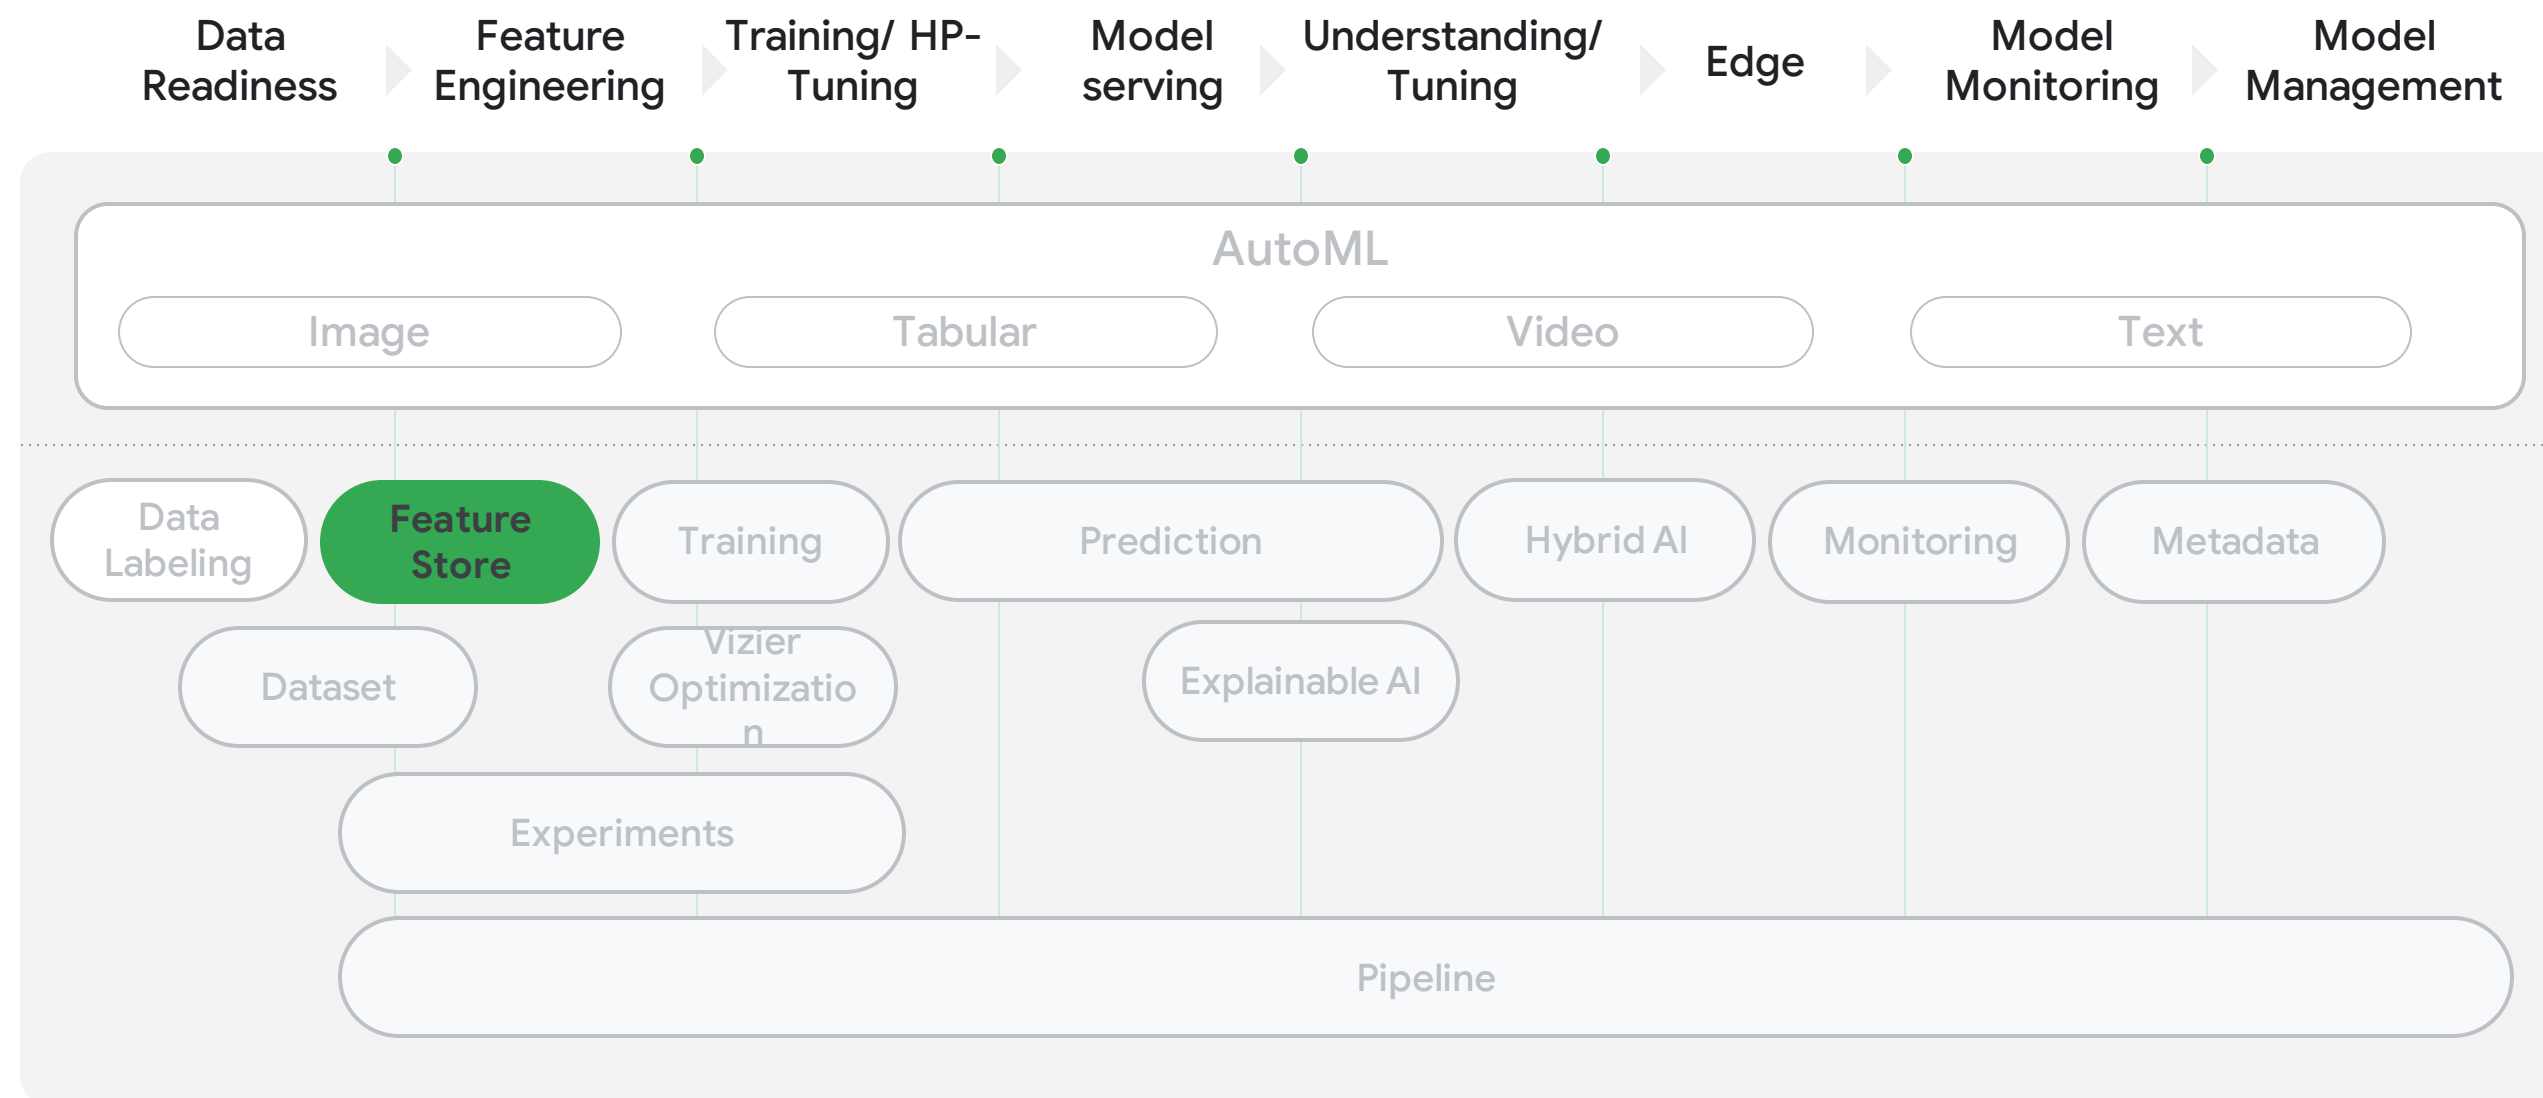 Data
Readiness
Feature
Engineering
Training/ HP-
Tuning
Model
serving
Understanding/
Tuning
Edge
Model
Monitoring
Model
Management
AutoML
Image
Tabular
Video
Text
Data
Labeling
Feature
Store
Training
Prediction
Hybrid AI
Monitoring
Metadata
Dataset
Vizier
Optimizatio
n
Explainable AI
Experiments
Pipeline